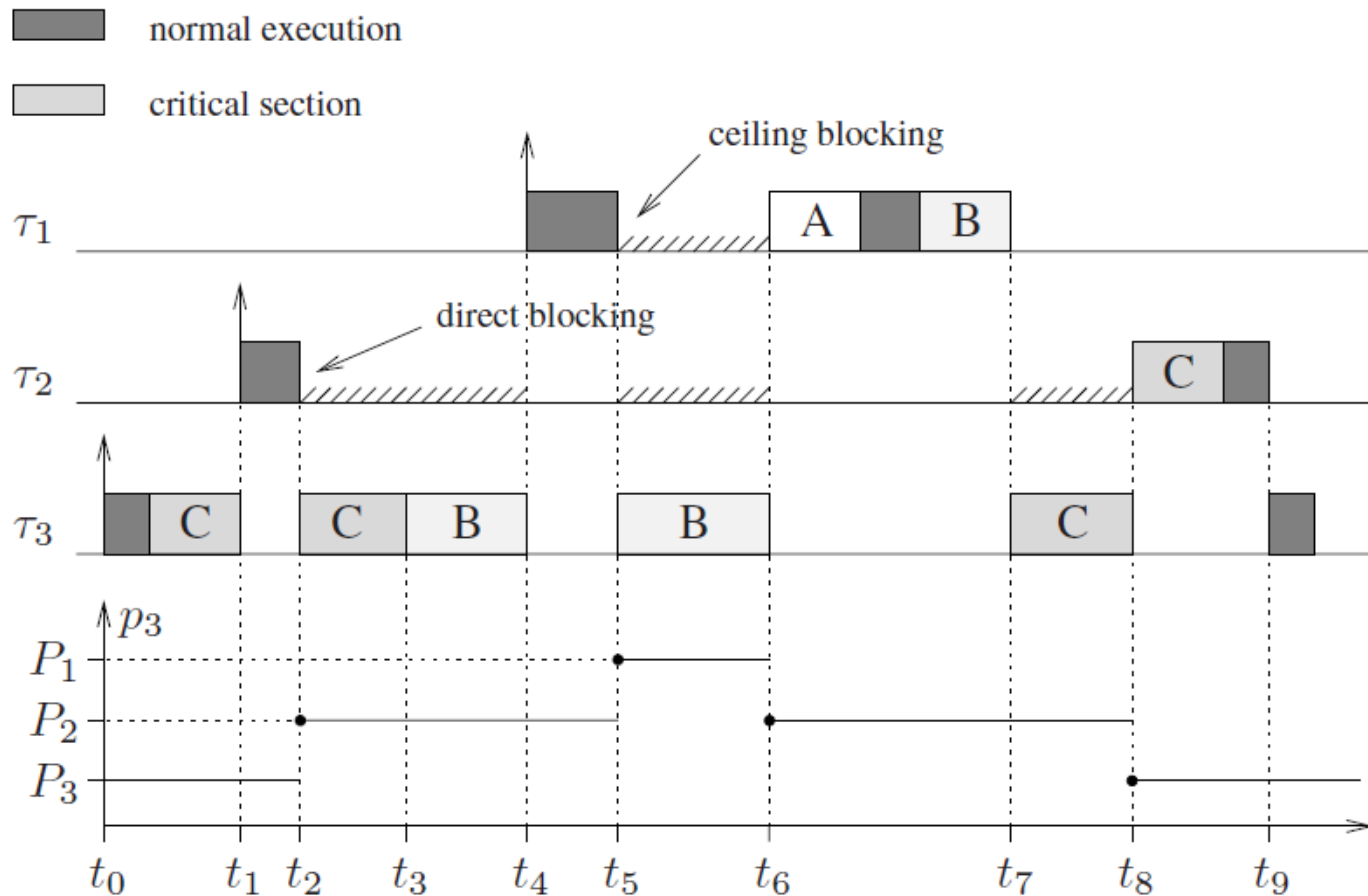 normal execution
critical section
ceiling blocking
τ1 A B
direct blocking
τ2 C
τ3 C C B B C
p3
P1
P2
P3
t0 t1 t2 t3 t4 t5 t6 t7 t8 t9